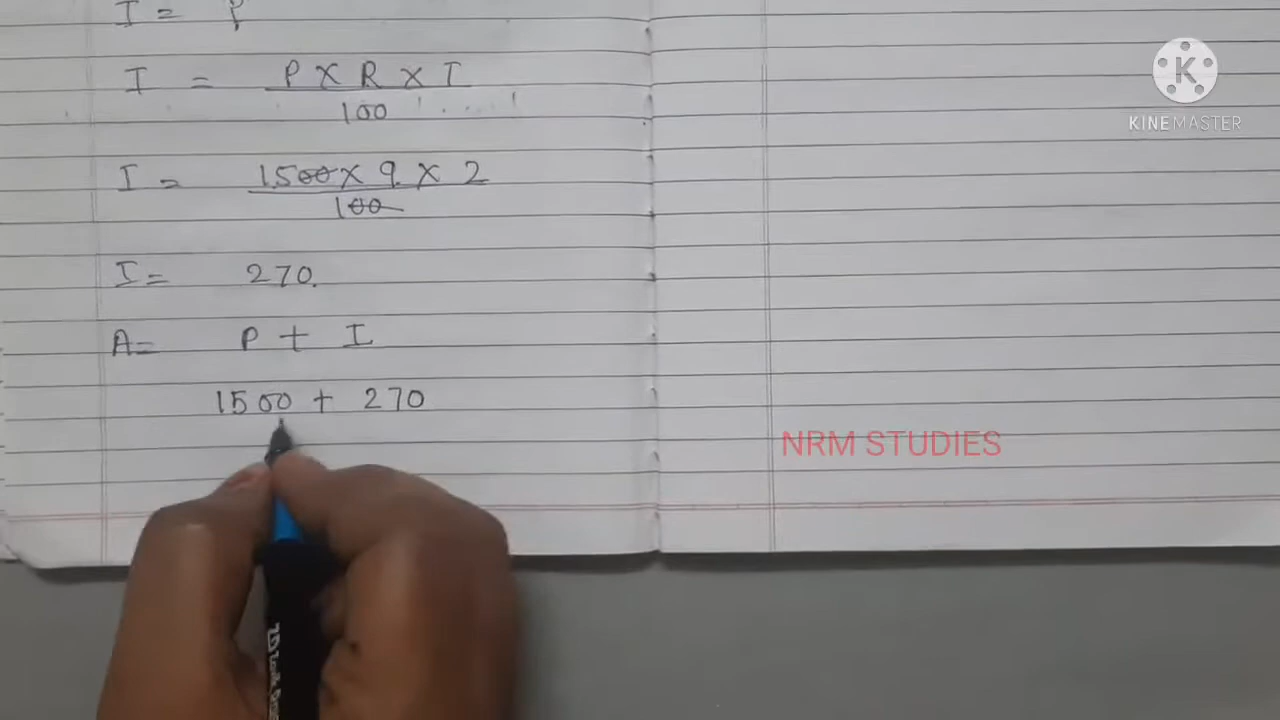 I = P
I = P X R X T
100
I = 1500 X 9 X 2
100
I = 270.
A = P + I
1500 + 270
KINEMASTER
NRM STUDIES